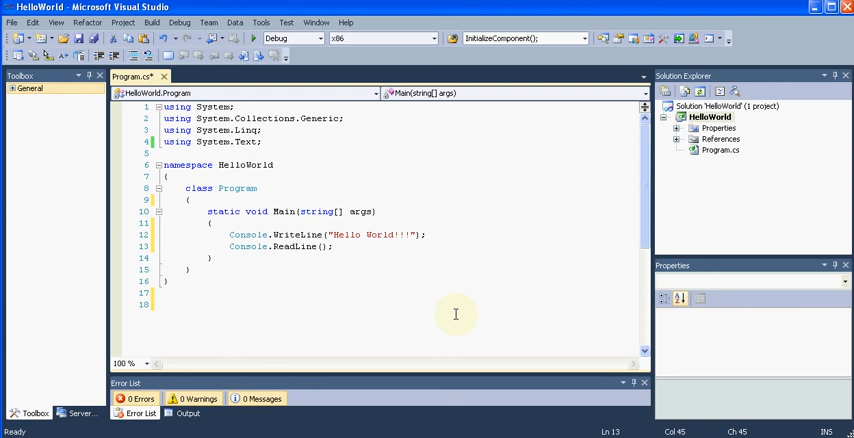 HelloWorld - Microsoft Visual Studio
File Edit View Refactor Project Build Debug Team Data Tools Test Window Help
Debug x86 InitializeComponent();
Toolbox
General
Program.cs*
HelloWorld.Program Main(string[] args)
1 using System;
2 using System.Collections.Generic;
3 using System.Linq;
4 using System.Text;
5
6 namespace HelloWorld
7 {
8 class Program
9 {
10 static void Main(string[] args)
11 {
12 Console.WriteLine("Hello World!!!");
13 Console.ReadLine();
14 }
15 }
16 }
17
18
100 %
Error List
0 Errors 0 Warnings 0 Messages
Toolbox Server... Error List Output
Solution Explorer
Solution 'HelloWorld' (1 project)
HelloWorld
Properties
References
Program.cs
Properties
Ready Ln 13 Col 45 Ch 45 INS